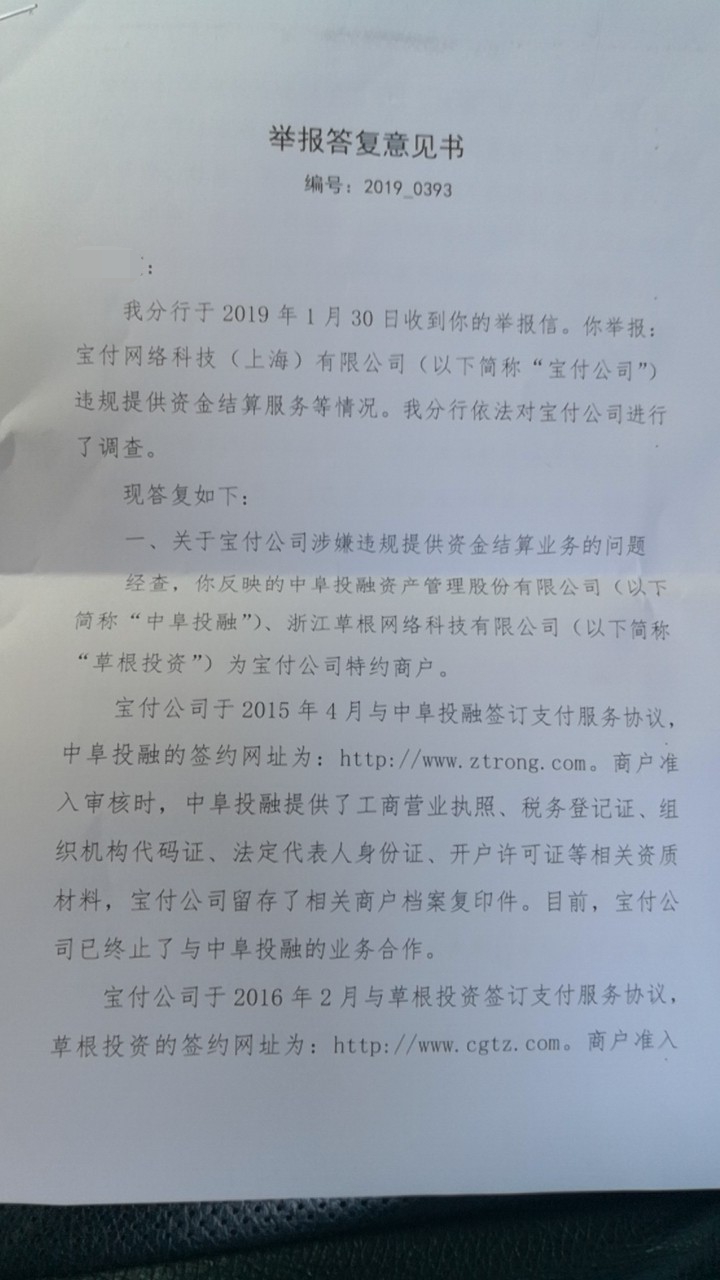 举报答复意见书
编号：2019_0393
：
我分行于2019年1月30日收到你的举报信。你举报：
宝付网络科技（上海）有限公司（以下简称“宝付公司”）
违规提供资金结算服务等情况。我分行依法对宝付公司进行
了调查。
现答复如下：
一、关于宝付公司涉嫌违规提供资金结算业务的问题
经查，你反映的中阜投融资产管理股份有限公司（以下
简称“中阜投融”）、浙江草根网络科技有限公司（以下简称
“草根投资”）为宝付公司特约商户。
宝付公司于2015年4月与中阜投融签订支付服务协议，
中阜投融的签约网址为：http://www.ztrong.com。商户准
入审核时，中阜投融提供了工商营业执照、税务登记证、组
织机构代码证、法定代表人身份证、开户许可证等相关资质
材料，宝付公司留存了相关商户档案复印件。目前，宝付公
司已终止了与中阜投融的业务合作。
宝付公司于2016年2月与草根投资签订支付服务协议，
草根投资的签约网址为：http://www.cgtz.com。商户准入